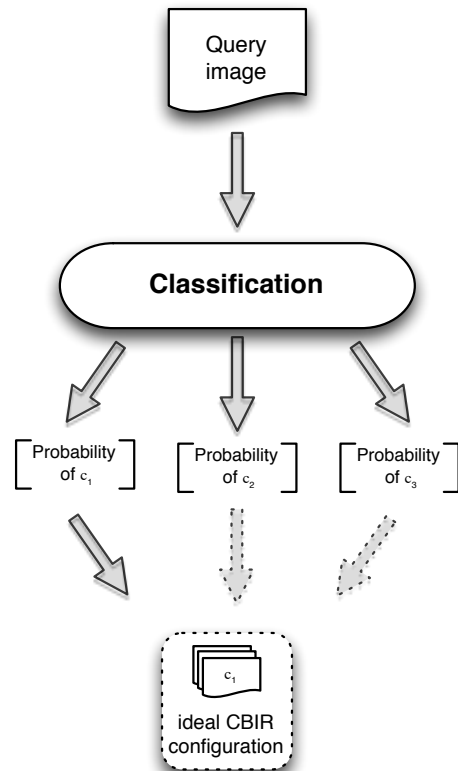 Query
image
Classification
Probability
of c₁
Probability
of c₂
Probability
of c₃
c₁
ideal CBIR
configuration